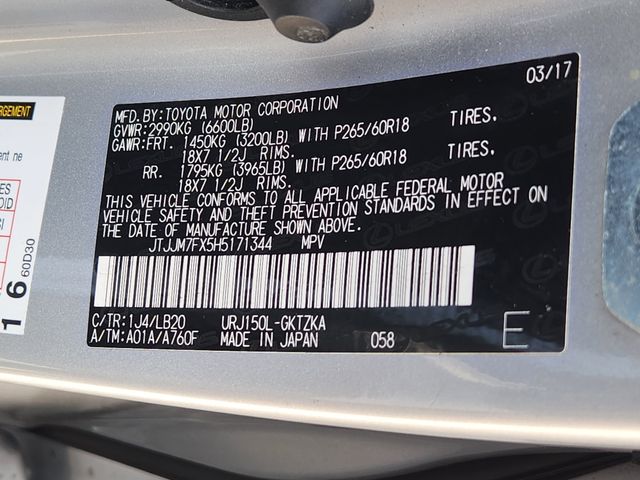 03/17
MFD.BY:TOYOTA MOTOR CORPORATION
GVWR:2990KG (6600LB)
GAWR:FRT. 1450KG (3200LB) WITH P265/60R18 TIRES,
18X7 1/2J RIMS.
RR. 1795KG (3965LB) WITH P265/60R18 TIRES,
18X7 1/2J RIMS.
THIS VEHICLE CONFORMS TO ALL APPLICABLE FEDERAL MOTOR
VEHICLE SAFETY AND THEFT PREVENTION STANDARDS IN EFFECT ON
THE DATE OF MANUFACTURE SHOWN ABOVE.
JTJJM7FX5H5171344 MPV
C/TR:1J4/LB20 URJ150L-GKTZKA
A/TM:A01A/A760F MADE IN JAPAN 058
E
60D30
1 6